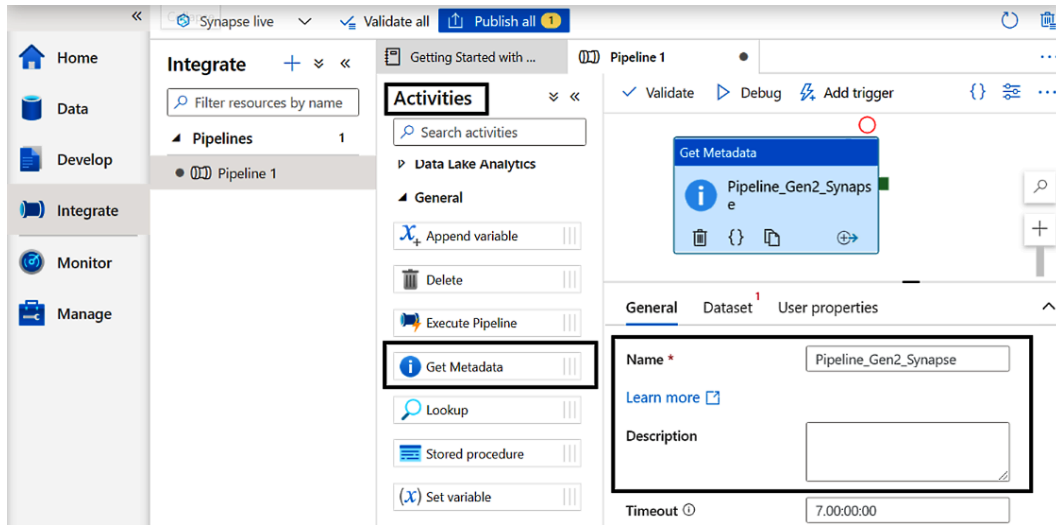 «
Synapse live
Validate all
Publish all 1
Home
Data
Develop
Integrate
Monitor
Manage
Integrate
«
Filter resources by name
Pipelines 1
Pipeline 1
Getting Started with ...
Pipeline 1
Activities
«
Search activities
Data Lake Analytics
General
Append variable
Delete
Execute Pipeline
Get Metadata
Lookup
Stored procedure
(x) Set variable
Validate
Debug
Add trigger
{}
...
Get Metadata
Pipeline_Gen2_Synaps
e
{}
General
Dataset 1
User properties
Name *
Pipeline_Gen2_Synapse
Learn more
Description
Timeout
7.00:00:00